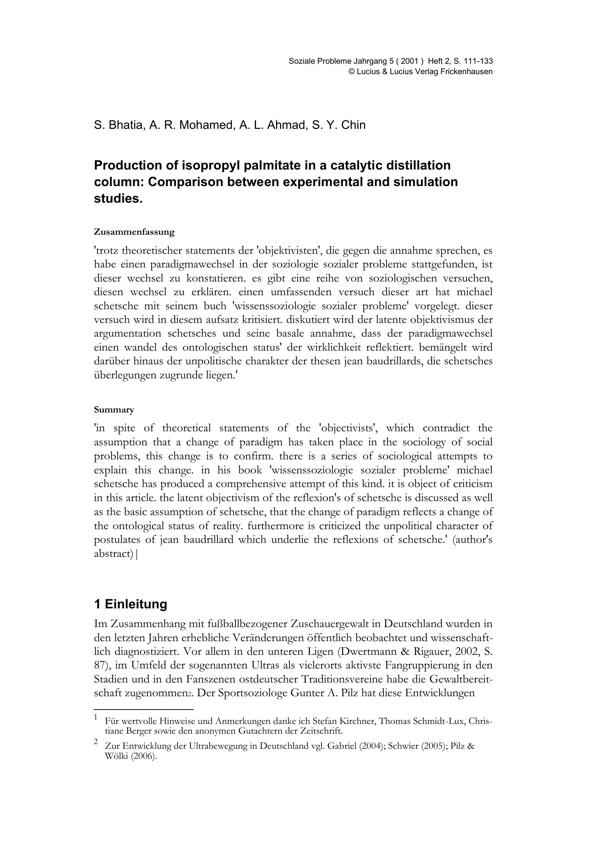 Soziale Probleme Jahrgang 5 ( 2001 ) Heft 2, S. 111-133
© Lucius & Lucius Verlag Frickenhausen
S. Bhatia, A. R. Mohamed, A. L. Ahmad, S. Y. Chin
Production of isopropyl palmitate in a catalytic distillation
column: Comparison between experimental and simulation
studies.
Zusammenfassung
'trotz theoretischer statements der 'objektivisten', die gegen die annahme sprechen, es
habe einen paradigmawechsel in der soziologie sozialer probleme stattgefunden, ist
dieser wechsel zu konstatieren. es gibt eine reihe von soziologischen versuchen,
diesen wechsel zu erklären. einen umfassenden versuch dieser art hat michael
schetsche mit seinem buch 'wissenssoziologie sozialer probleme' vorgelegt. dieser
versuch wird in diesem aufsatz kritisiert. diskutiert wird der latente objektivismus der
argumentation schetsches und seine basale annahme, dass der paradigmawechsel
einen wandel des ontologischen status' der wirklichkeit reflektiert. bemängelt wird
darüber hinaus der unpolitische charakter der thesen jean baudrillards, die schetsches
überlegungen zugrunde liegen.'
Summary
'in spite of theoretical statements of the 'objectivists', which contradict the
assumption that a change of paradigm has taken place in the sociology of social
problems, this change is to confirm. there is a series of sociological attempts to
explain this change. in his book 'wissenssoziologie sozialer probleme' michael
schetsche has produced a comprehensive attempt of this kind. it is object of criticism
in this article. the latent objectivism of the reflexion's of schetsche is discussed as well
as the basic assumption of schetsche, that the change of paradigm reflects a change of
the ontological status of reality. furthermore is criticized the unpolitical character of
postulates of jean baudrillard which underlie the reflexions of schetsche.' (author's
abstract)|
1 Einleitung
Im Zusammenhang mit fußballbezogener Zuschauergewalt in Deutschland wurden in
den letzten Jahren erhebliche Veränderungen öffentlich beobachtet und wissenschaft-
lich diagnostiziert. Vor allem in den unteren Ligen (Dwertmann & Rigauer, 2002, S.
87), im Umfeld der sogenannten Ultras als vielerorts aktivste Fangruppierung in den
Stadien und in den Fanszenen ostdeutscher Traditionsvereine habe die Gewaltbereit-
schaft zugenommen2. Der Sportsoziologe Gunter A. Pilz hat diese Entwicklungen
1 Für wertvolle Hinweise und Anmerkungen danke ich Stefan Kirchner, Thomas Schmidt-Lux, Chris-
tiane Berger sowie den anonymen Gutachtern der Zeitschrift.
2 Zur Entwicklung der Ultrabewegung in Deutschland vgl. Gabriel (2004); Schwier (2005); Pilz &
Wölki (2006).